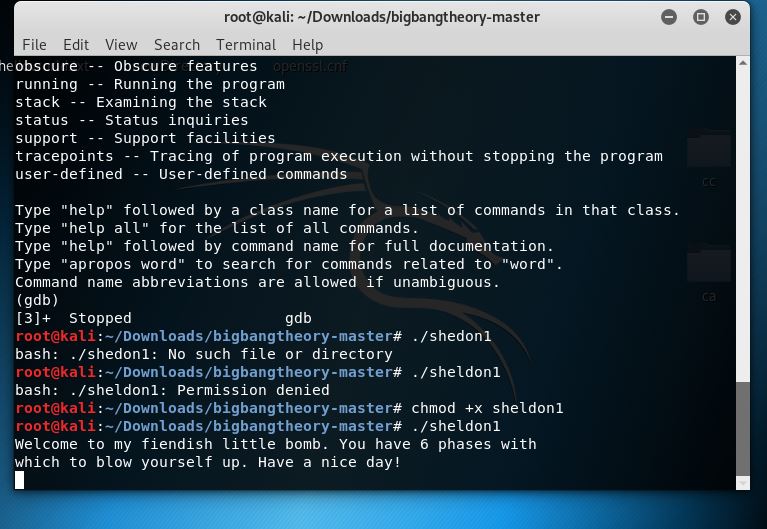 root@kali: ~/Downloads/bigbangtheory-master
File Edit View Search Terminal Help
obscure -- Obscure features
openssl.cnf
running -- Running the program
stack -- Examining the stack
status -- Status inquiries
support -- Support facilities
tracepoints -- Tracing of program execution without stopping the program
user-defined -- User-defined commands
cc
Type "help" followed by a class name for a list of commands in that class.
Type "help all" for the list of all commands.
Type "help" followed by command name for full documentation.
Type "apropos word" to search for commands related to "word".
Command name abbreviations are allowed if unambiguous.
ca
(gdb)
[3]+  Stopped                 gdb
root@kali:~/Downloads/bigbangtheory-master# ./shedon1
bash: ./shedon1: No such file or directory
root@kali:~/Downloads/bigbangtheory-master# ./sheldon1
bash: ./sheldon1: Permission denied
root@kali:~/Downloads/bigbangtheory-master# chmod +x sheldon1
root@kali:~/Downloads/bigbangtheory-master# ./sheldon1
Welcome to my fiendish little bomb. You have 6 phases with
which to blow yourself up. Have a nice day!